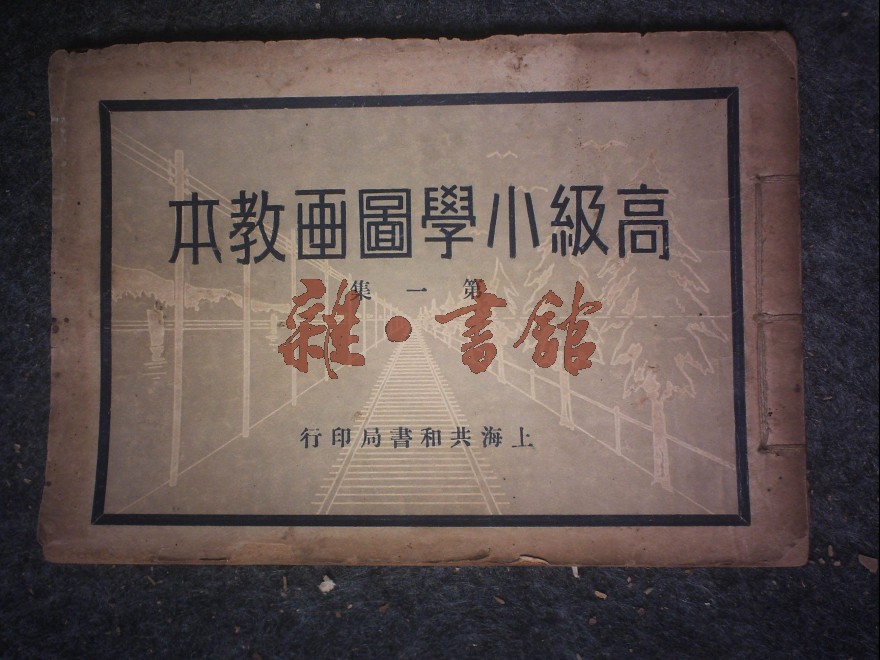 高級小學圖画教本
第一集
雜·書館
上海共和書局印行